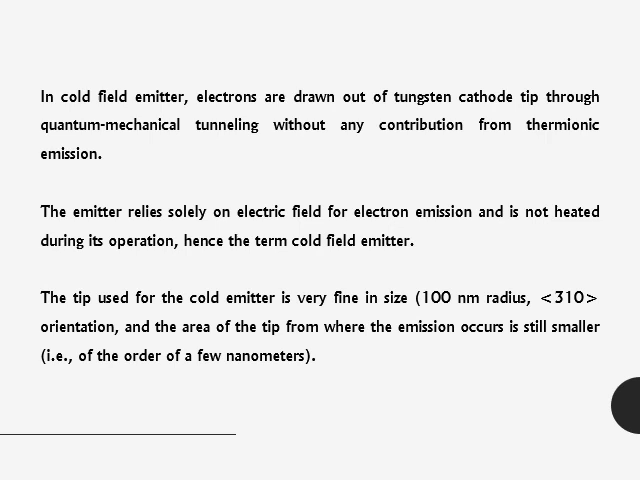 In cold field emitter, electrons are drawn out of tungsten cathode tip through
quantum-mechanical tunneling without any contribution from thermionic
emission.
The emitter relies solely on electric field for electron emission and is not heated
during its operation, hence the term cold field emitter.
The tip used for the cold emitter is very fine in size (100 nm radius, <310>
orientation, and the area of the tip from where the emission occurs is still smaller
(i.e., of the order of a few nanometers).